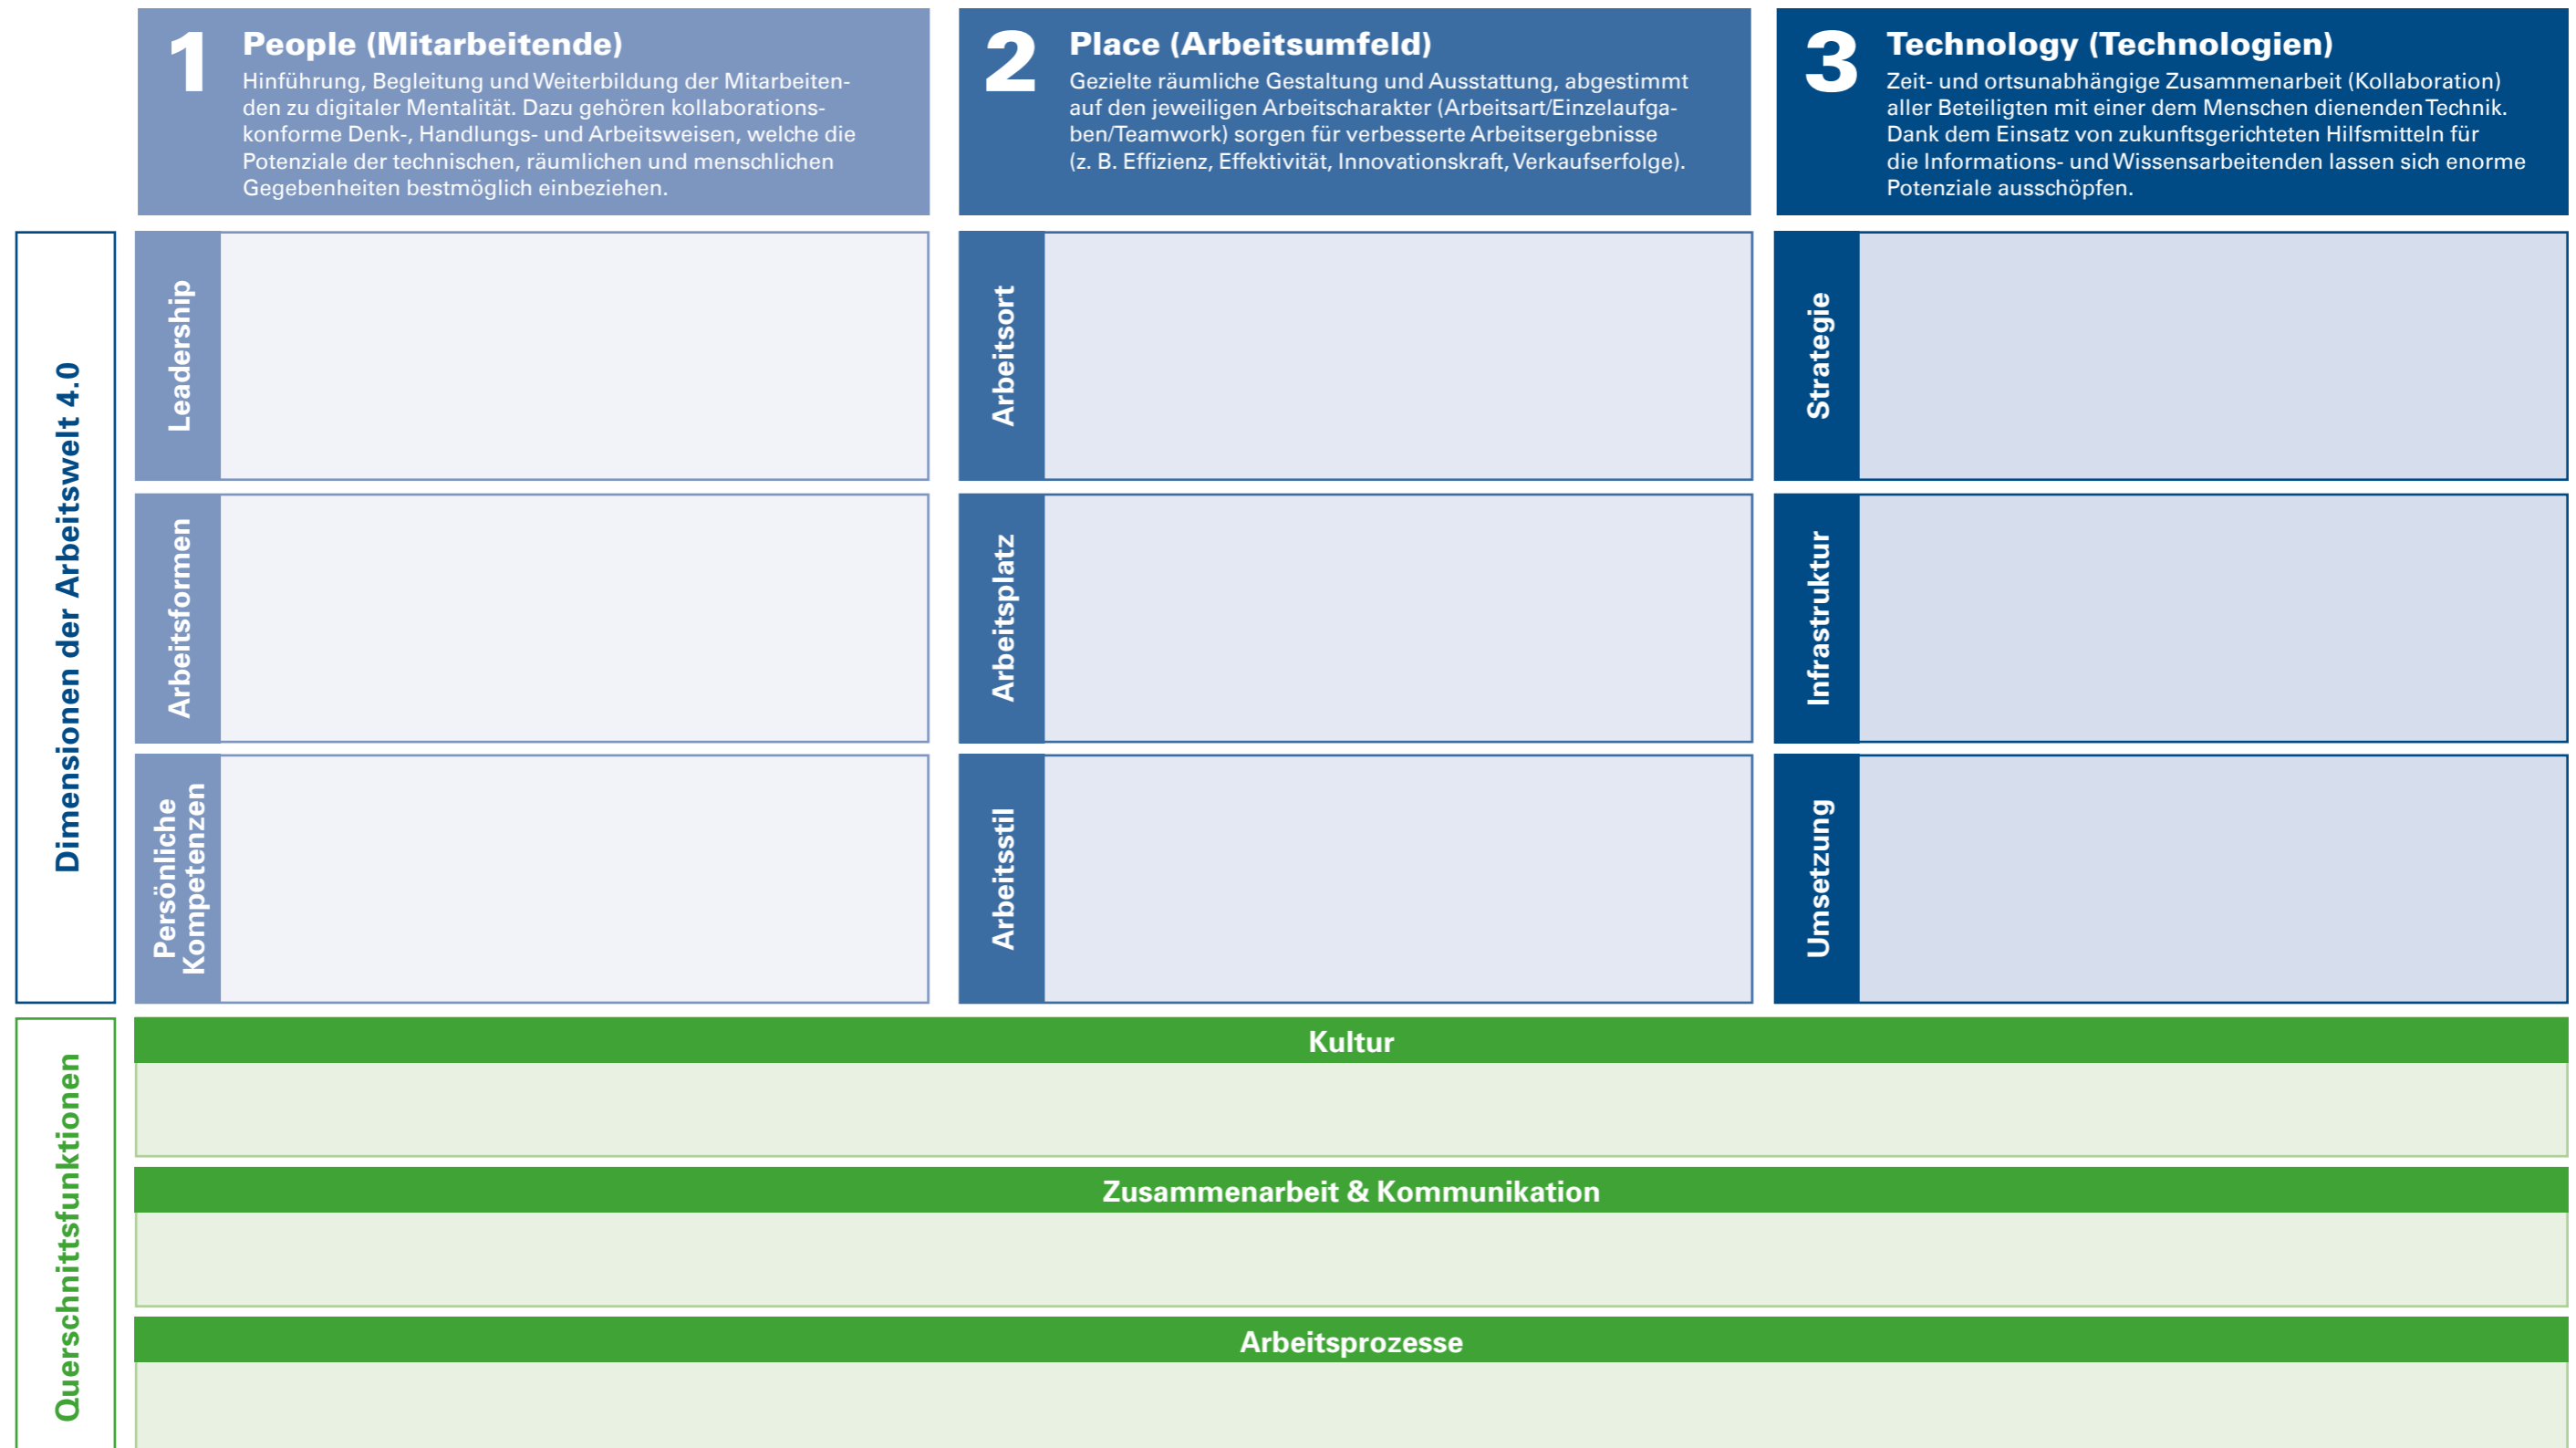 1
People (Mitarbeitende)
Hinführung, Begleitung und Weiterbildung der Mitarbeiten-
den zu digitaler Mentalität. Dazu gehören kollaborations-
konforme Denk-, Handlungs- und Arbeitsweisen, welche die
Potenziale der technischen, räumlichen und menschlichen
Gegebenheiten bestmöglich einbeziehen.
2
Place (Arbeitsumfeld)
Gezielte räumliche Gestaltung und Ausstattung, abgestimmt
auf den jeweiligen Arbeitscharakter (Arbeitsart/Einzelaufga-
ben/Teamwork) sorgen für verbesserte Arbeitsergebnisse
(z. B. Effizienz, Effektivität, Innovationskraft, Verkaufserfolge).
3
Technology (Technologien)
Zeit- und ortsunabhängige Zusammenarbeit (Kollaboration)
aller Beteiligten mit einer dem Menschen dienenden Technik.
Dank dem Einsatz von zukunftsgerichteten Hilfsmitteln für
die Informations- und Wissensarbeitenden lassen sich enorme
Potenziale ausschöpfen.
Dimensionen der Arbeitswelt 4.0
Leadership
Arbeitsort
Strategie
Arbeitsformen
Arbeitsplatz
Infrastruktur
Persönliche
Kompetenzen
Arbeitsstil
Umsetzung
Querschnittsfunktionen
Kultur
Zusammenarbeit & Kommunikation
Arbeitsprozesse